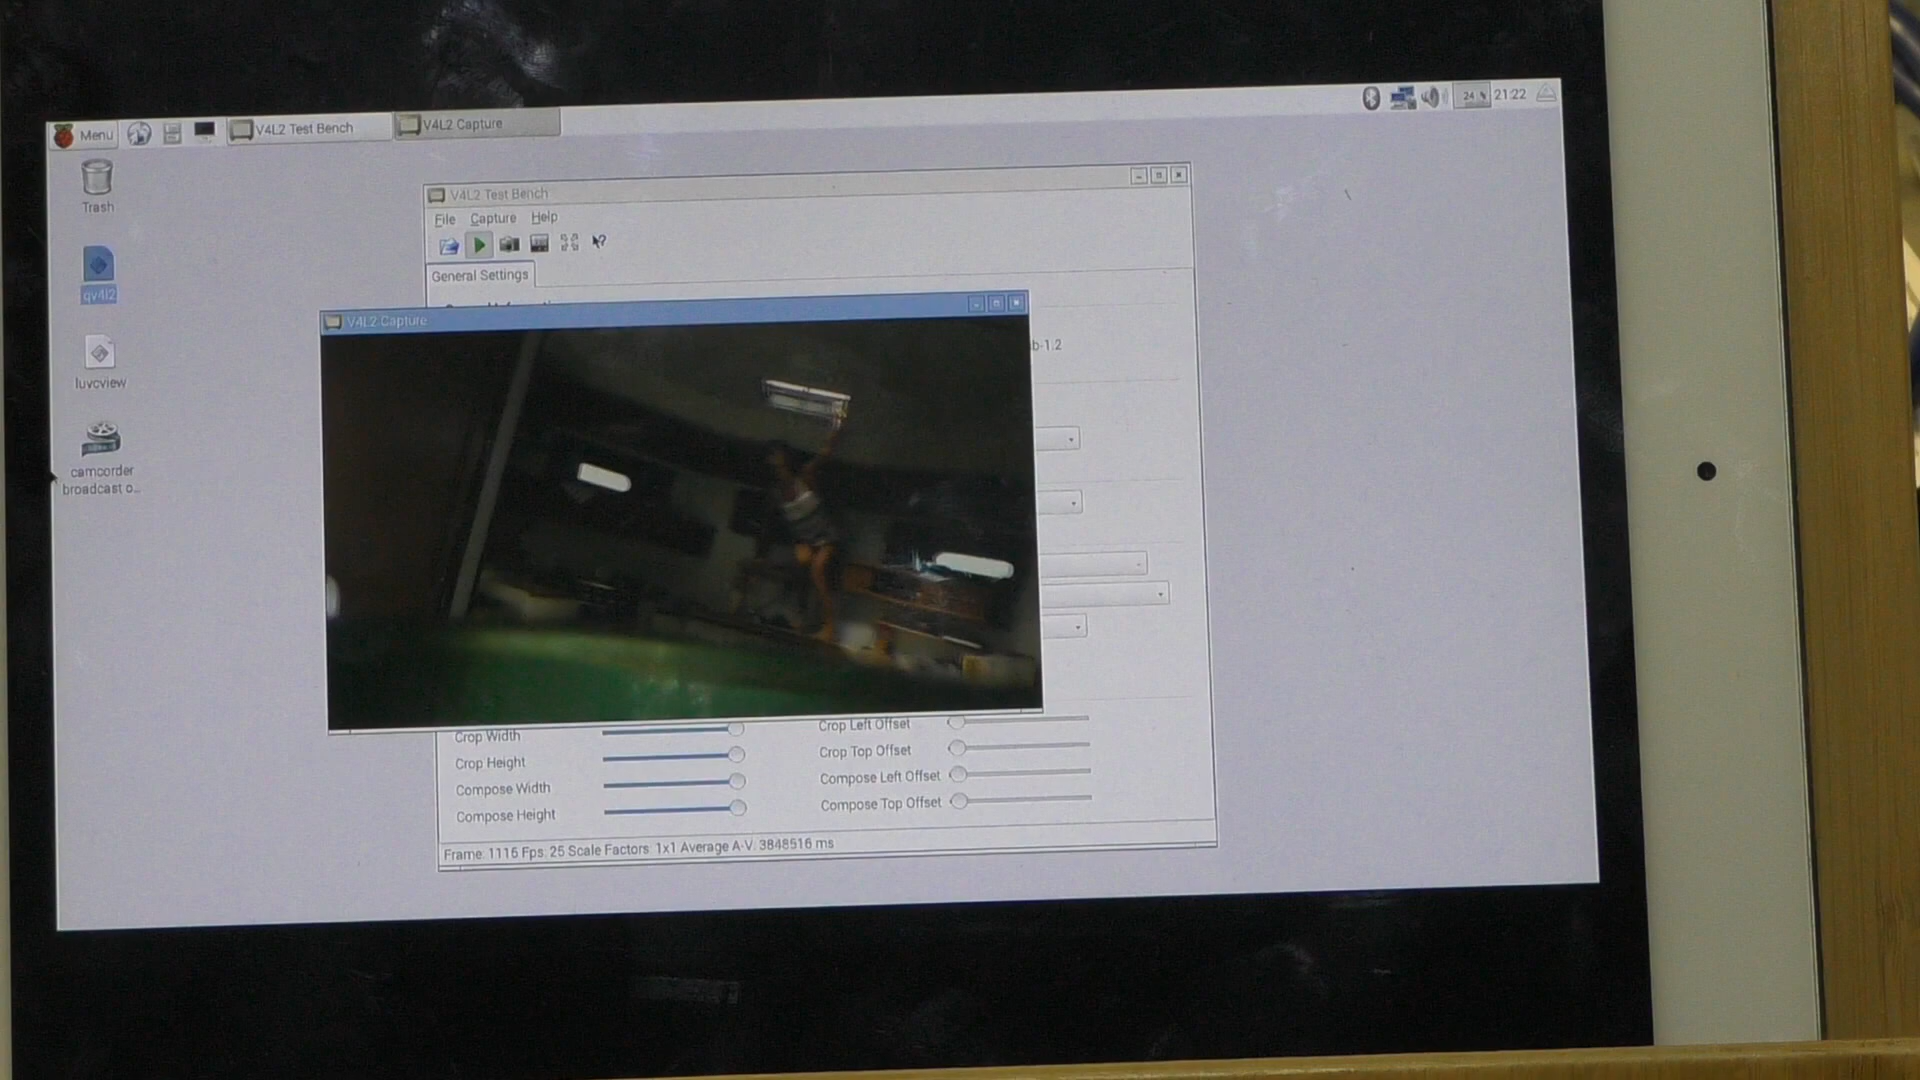 Menu
V4L2 Test Bench
V4L2 Capture
24 %
21:22
Trash
qv4l2
luvcview
camcorder
broadcast o...
V4L2 Test Bench
File Capture Help
General Settings
V4L2 Capture
b-1.2
Crop Width
Crop Left Offset
Crop Height
Crop Top Offset
Compose Width
Compose Left Offset
Compose Height
Compose Top Offset
Frame: 1116 Fps: 25 Scale Factors: 1x1 Average A-V: 3848516 ms